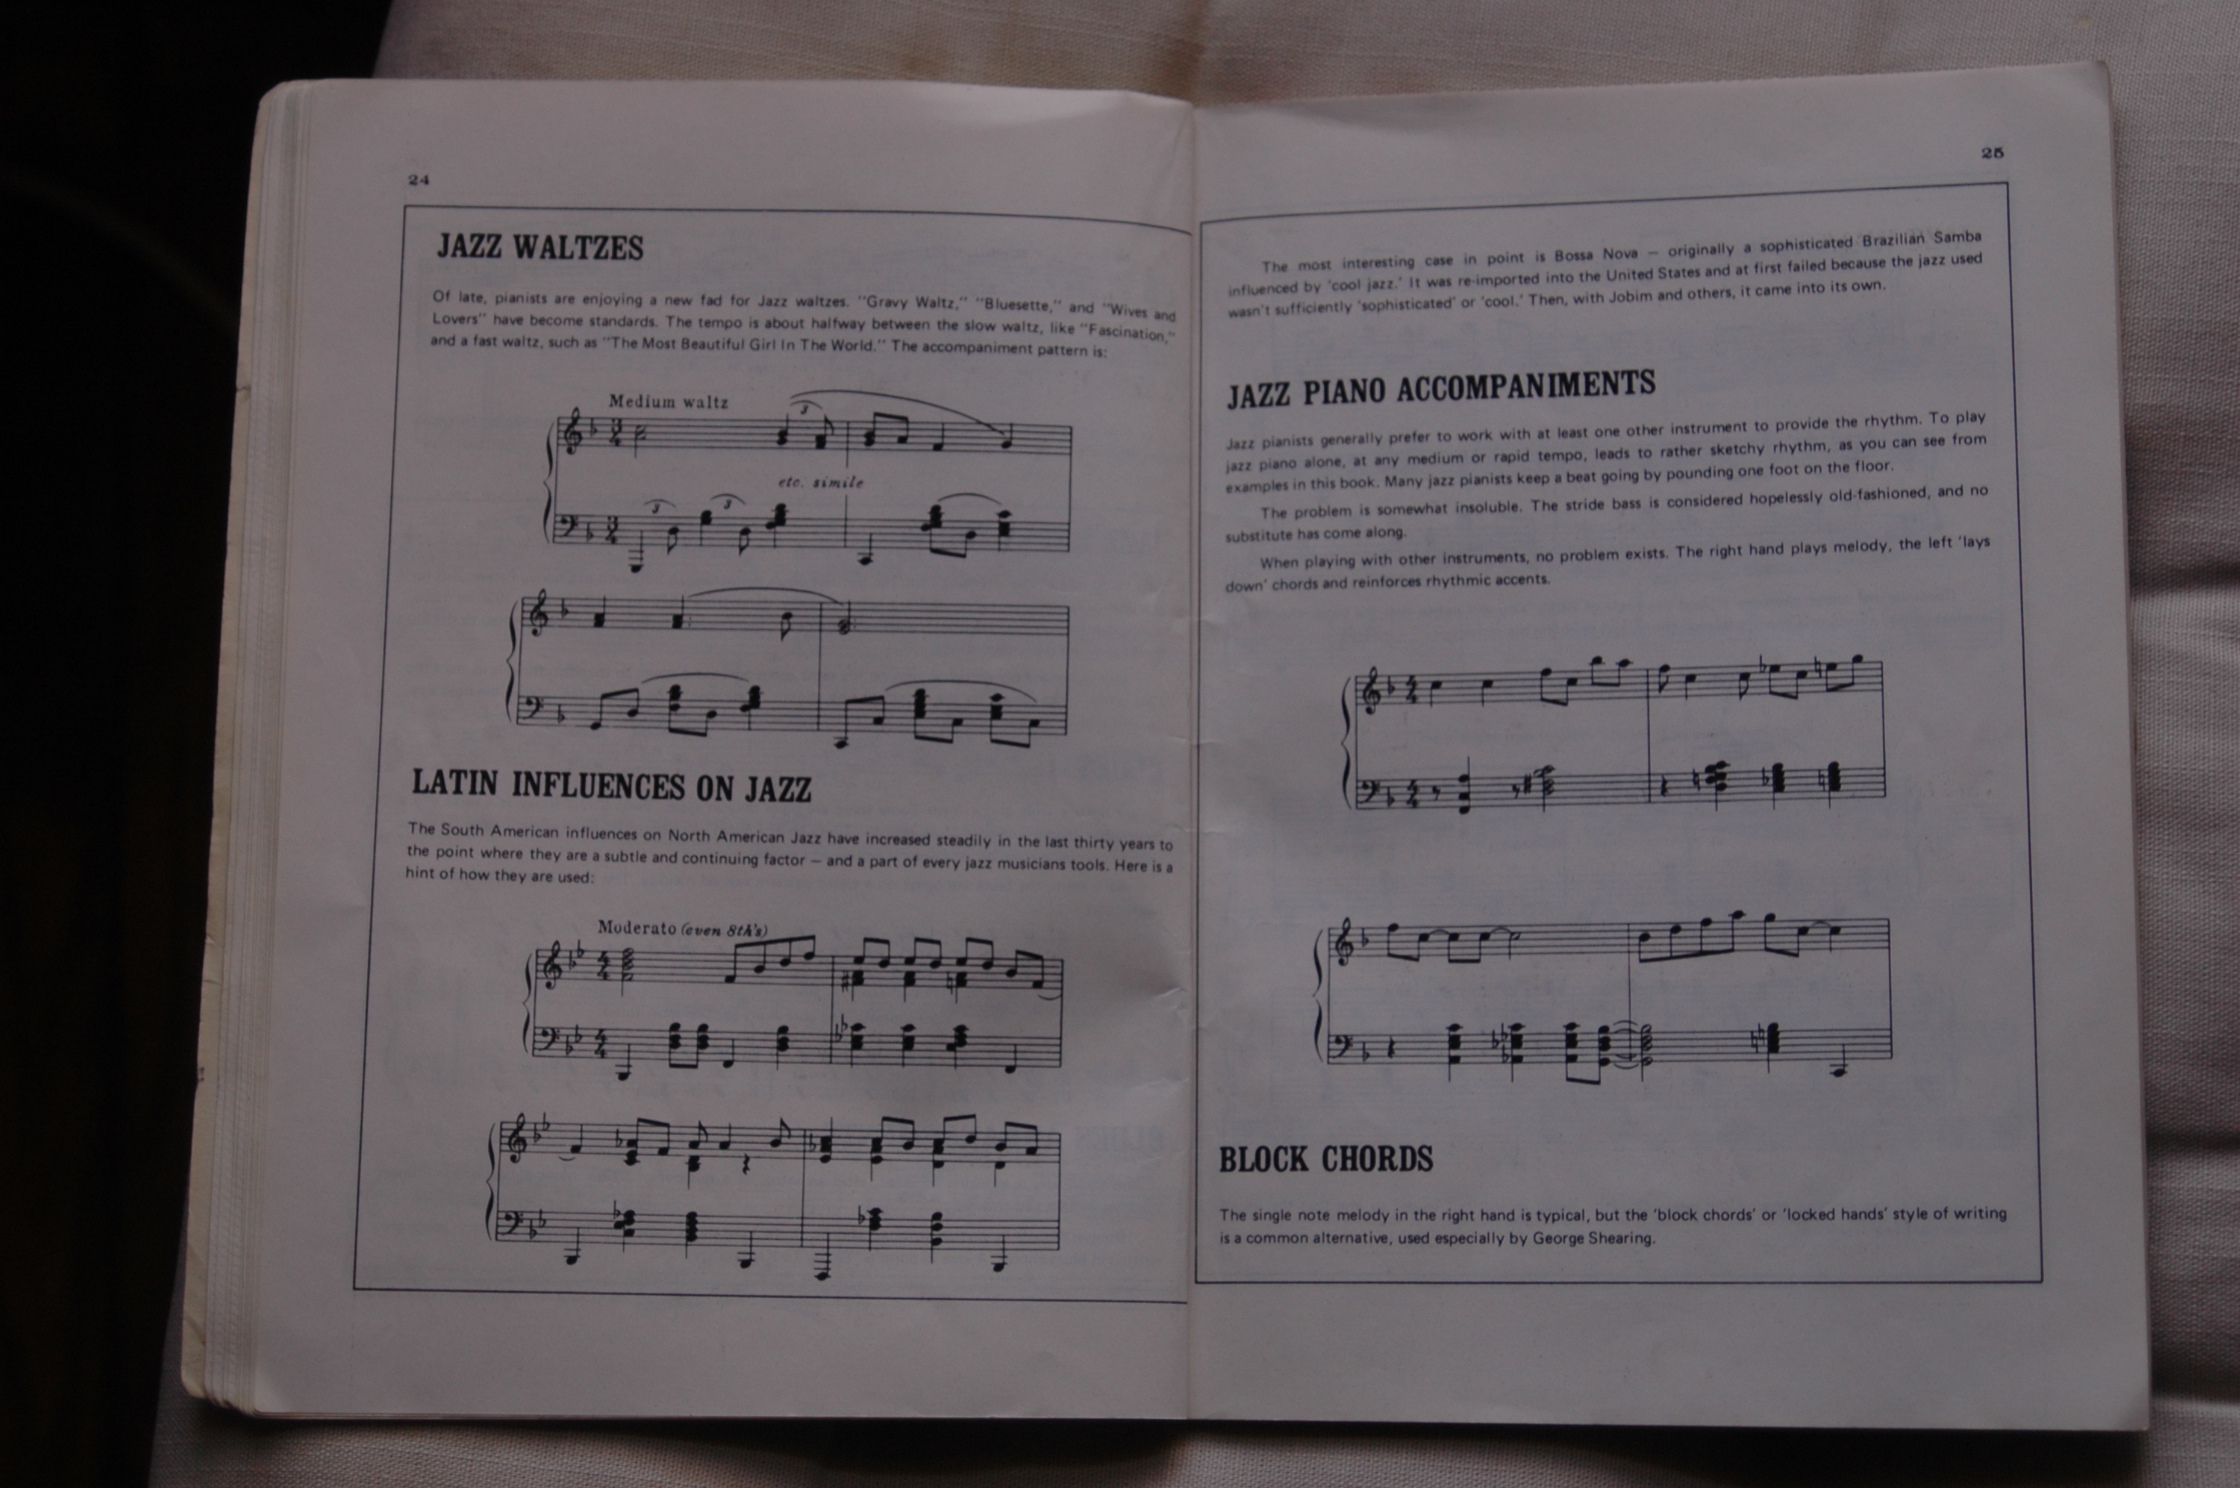 24
JAZZ WALTZES
Of late, pianists are enjoying a new fad for Jazz waltzes. "Gravy Waltz," "Bluesette," and "Wives and
Lovers" have become standards. The tempo is about halfway between the slow waltz, like "Fascination,"
and a fast waltz, such as "The Most Beautiful Girl In The World." The accompaniment pattern is:
Medium waltz
3
etc. simile
3 3
LATIN INFLUENCES ON JAZZ
The South American influences on North American Jazz have increased steadily in the last thirty years to
the point where they are a subtle and continuing factor — and a part of every jazz musicians tools. Here is a
hint of how they are used:
Moderato (even 8th's)
25
The most interesting case in point is Bossa Nova — originally a sophisticated Brazilian Samba
influenced by 'cool jazz.' It was re-imported into the United States and at first failed because the jazz used
wasn't sufficiently 'sophisticated' or 'cool.' Then, with Jobim and others, it came into its own.
JAZZ PIANO ACCOMPANIMENTS
Jazz pianists generally prefer to work with at least one other instrument to provide the rhythm. To play
jazz piano alone, at any medium or rapid tempo, leads to rather sketchy rhythm, as you can see from
examples in this book. Many jazz pianists keep a beat going by pounding one foot on the floor.
The problem is somewhat insoluble. The stride bass is considered hopelessly old-fashioned, and no
substitute has come along.
When playing with other instruments, no problem exists. The right hand plays melody, the left 'lays
down' chords and reinforces rhythmic accents.
BLOCK CHORDS
The single note melody in the right hand is typical, but the 'block chords' or 'locked hands' style of writing
is a common alternative, used especially by George Shearing.